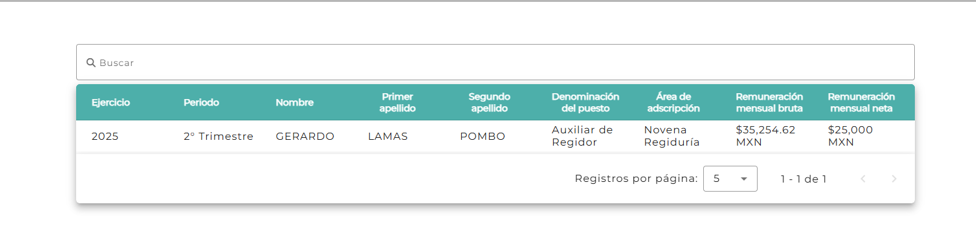 Buscar
Ejercicio Periodo Nombre Primer apellido Segundo apellido Denominación del puesto Área de adscripción Remuneración mensual bruta Remuneración mensual neta
2025 2° Trimestre GERARDO LAMAS POMBO Auxiliar de Regidor Novena Regiduría $35,254.62 MXN $25,000 MXN
Registros por página: 5 1 - 1 de 1